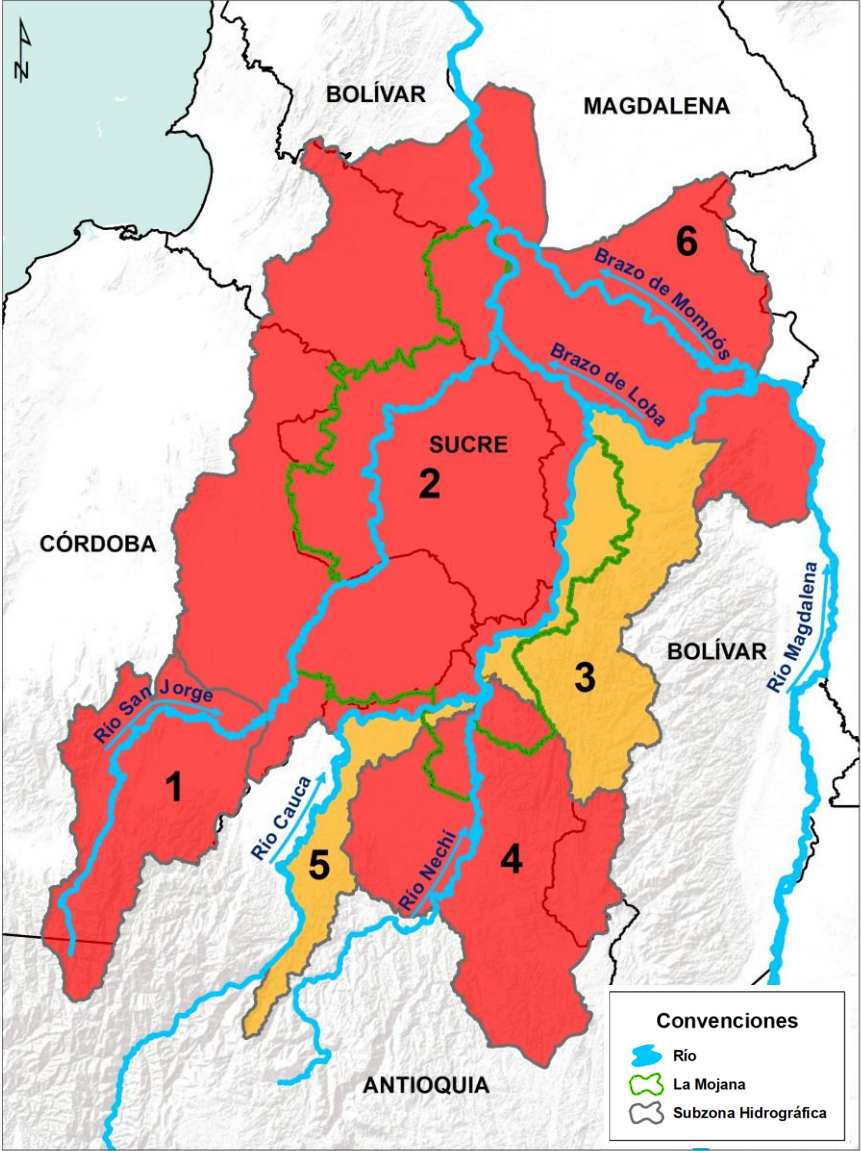 N
BOLÍVAR
MAGDALENA
6
Brazo de Mompós
Brazo de Loba
SUCRE
2
CÓRDOBA
Río Magdalena
BOLÍVAR
3
Río San Jorge
1
Río Cauca
5
Río Nechí
4
ANTIOQUIA
Convenciones
Río
La Mojana
Subzona Hidrográfica